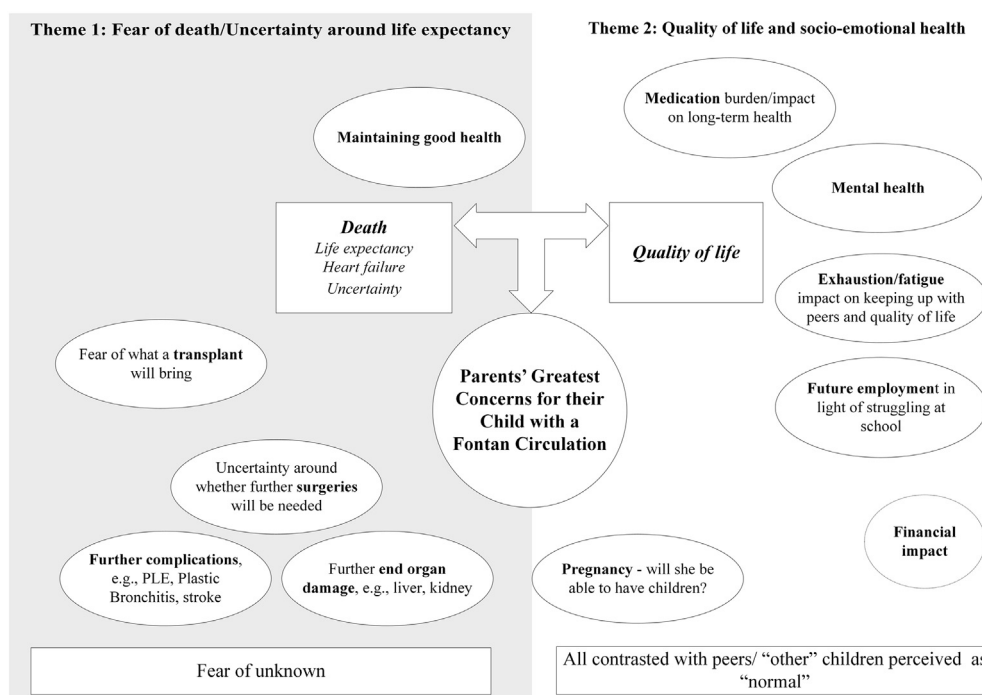 Theme 1: Fear of death/Uncertainty around life expectancy
Maintaining good health
Death
Life expectancy
Heart failure
Uncertainty
Fear of what a transplant
will bring
Uncertainty around
whether further surgeries
will be needed
Further complications,
e.g., PLE, Plastic
Bronchitis, stroke
Further end organ
damage, e.g., liver, kidney
Fear of unknown
Parents’ Greatest
Concerns for their
Child with a
Fontan Circulation
Theme 2: Quality of life and socio-emotional health
Medication burden/impact
on long-term health
Mental health
Quality of life
Exhaustion/fatigue
impact on keeping up with
peers and quality of life
Future employment in
light of struggling at
school
Financial
impact
Pregnancy - will she be
able to have children?
All contrasted with peers/ “other” children perceived as
“normal”